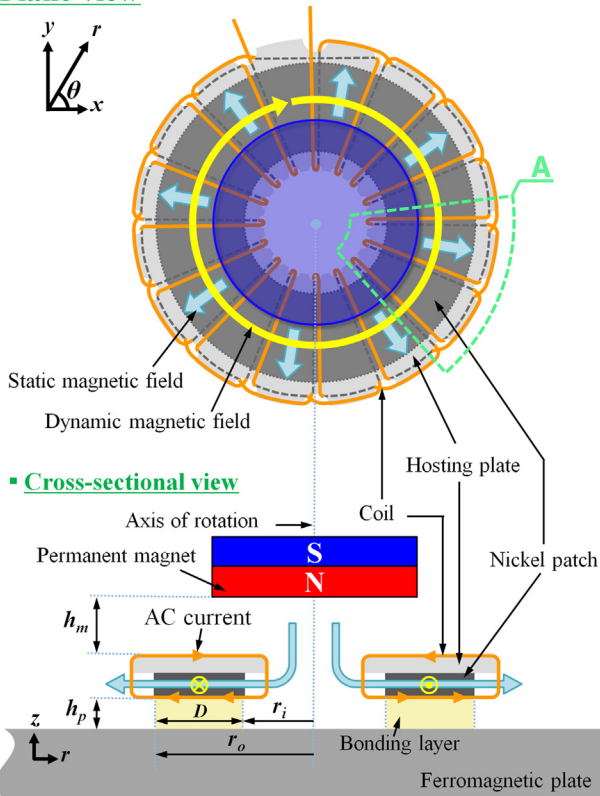 Plane view
y
r
θ
x
A
Static magnetic field
Dynamic magnetic field
▪ Cross-sectional view
Hosting plate
Coil
Axis of rotation
Nickel patch
Permanent magnet
S
N
h_m
AC current
h_p
D
r_i
r_o
z
r
Bonding layer
Ferromagnetic plate